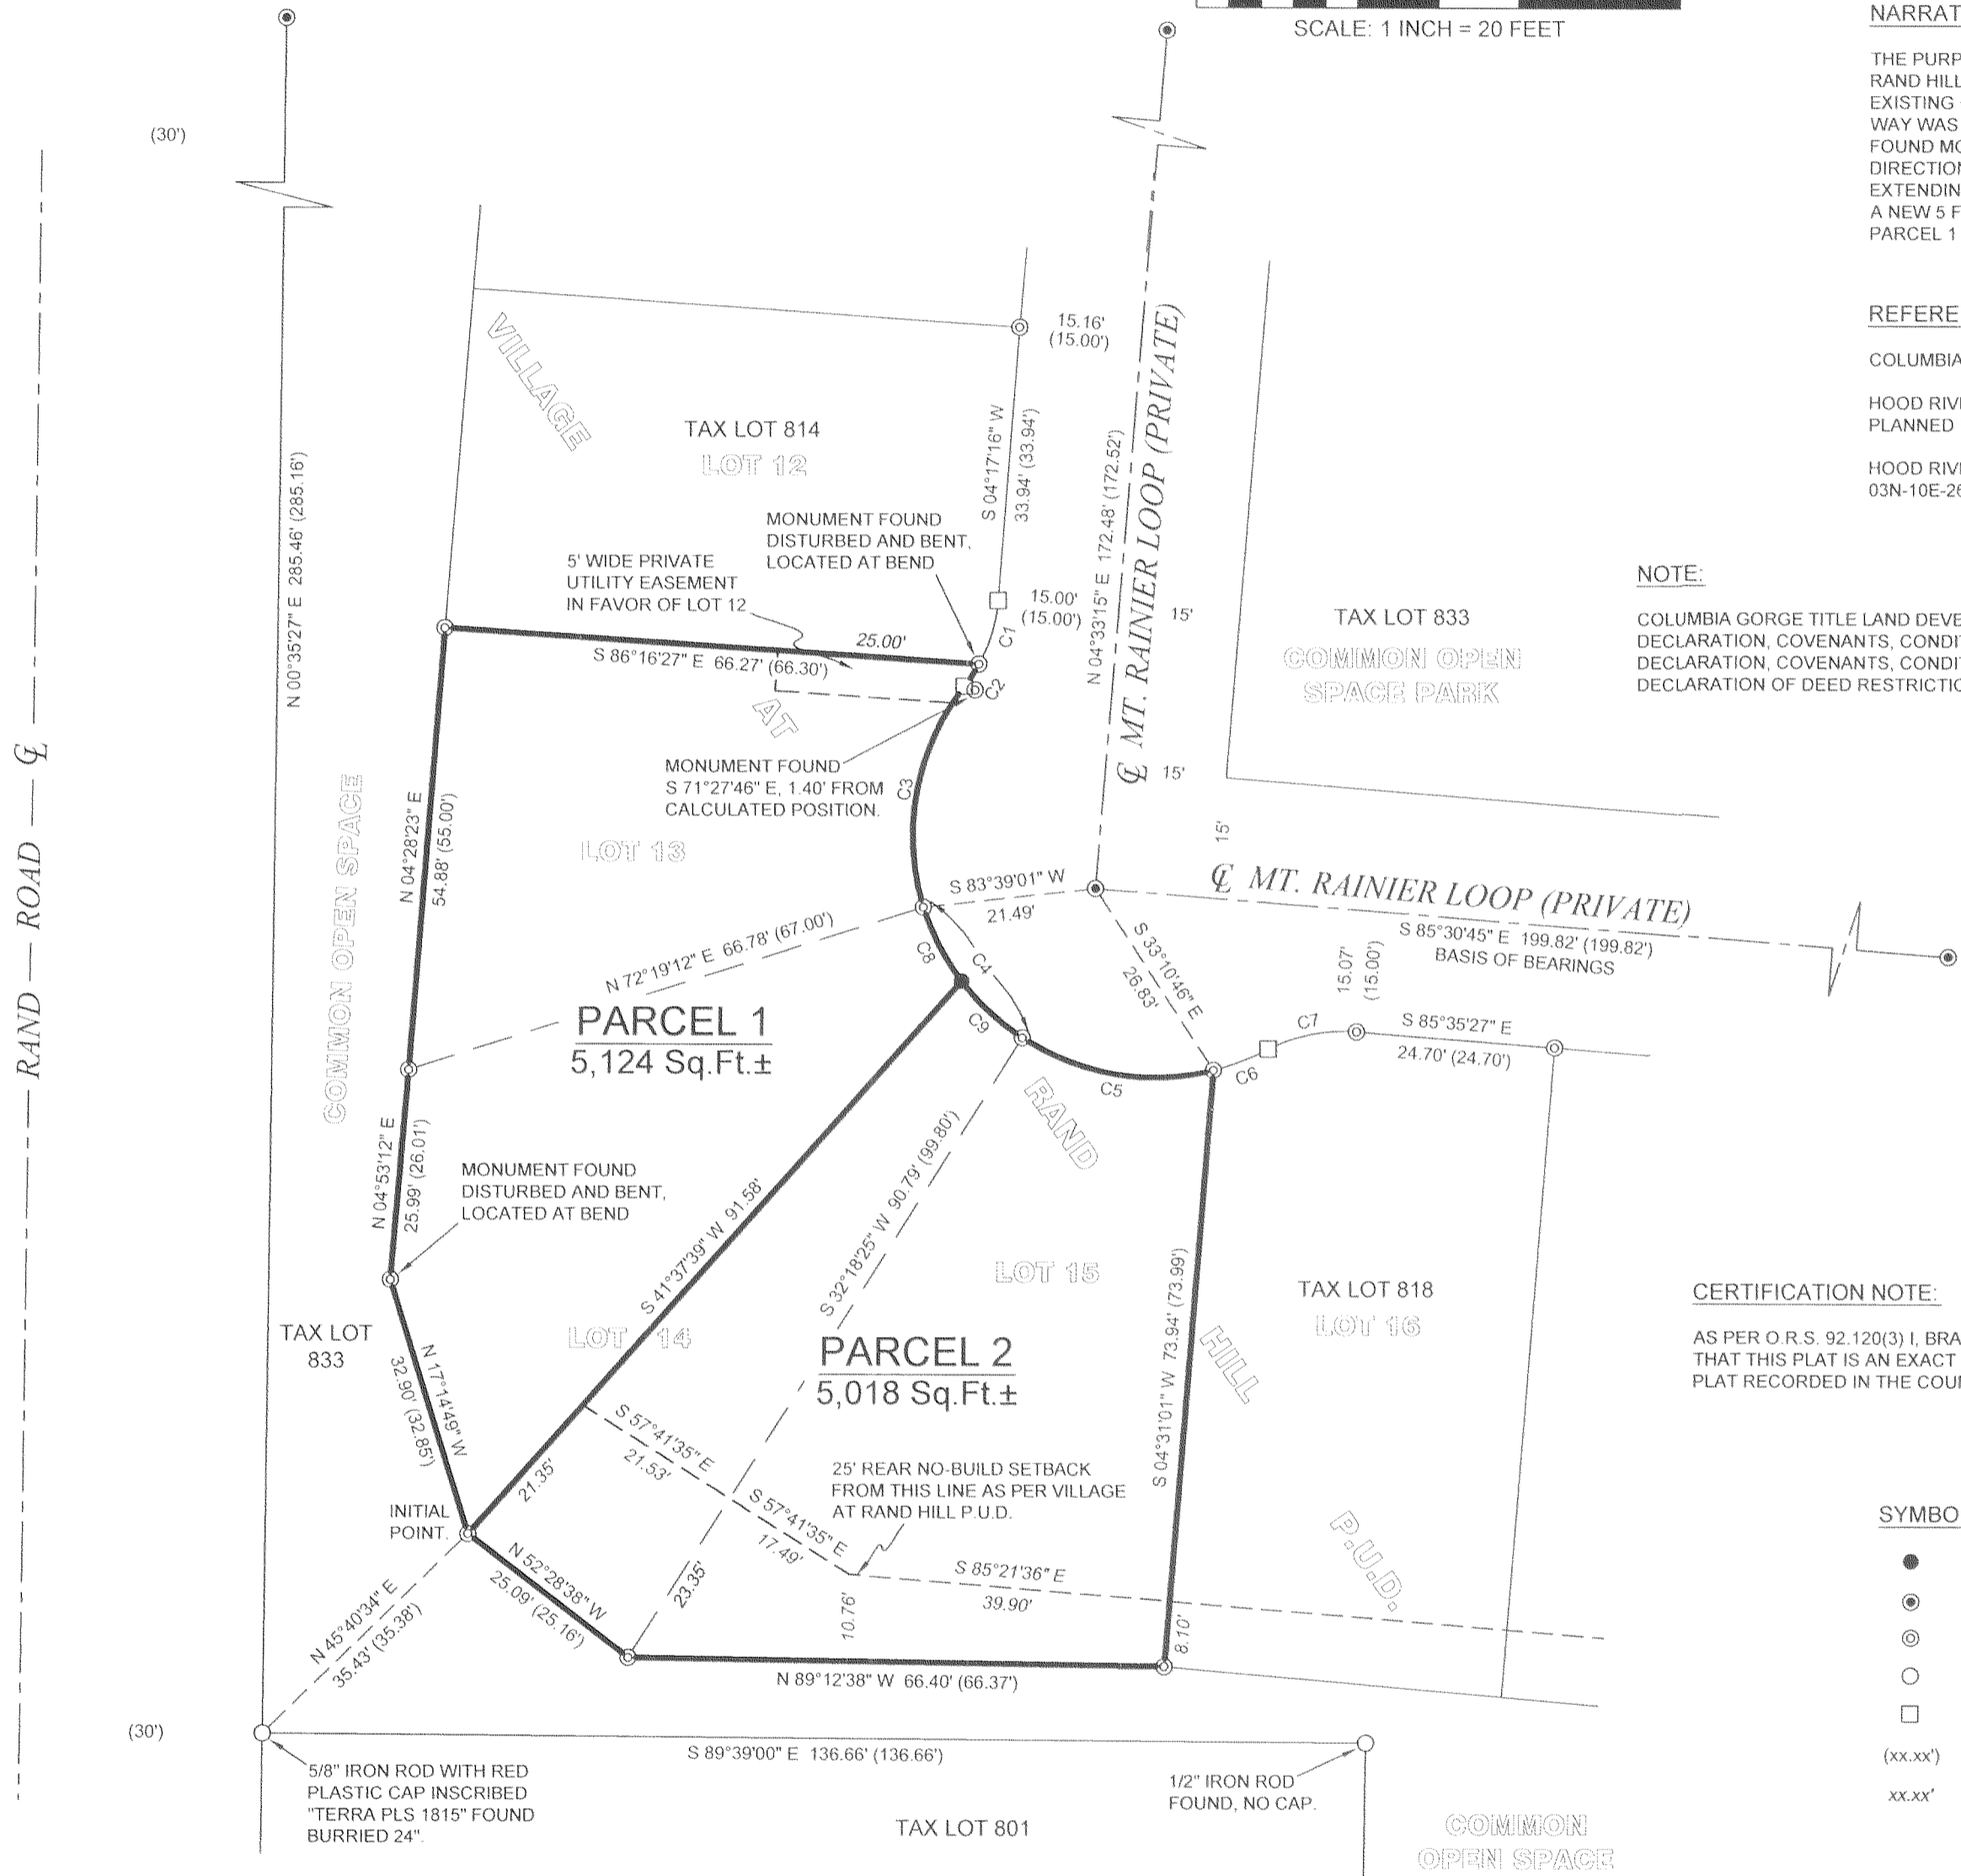 SCALE: 1 INCH = 20 FEET
NARRAT
THE PURP
RAND HILL
EXISTING
WAY WAS
FOUND MO
DIRECTION
EXTENDIN
A NEW 5 F
PARCEL 1
REFERE
COLUMBIA
HOOD RIV
PLANNED
HOOD RIV
03N-10E-26
NOTE:
COLUMBIA GORGE TITLE LAND DEVE
DECLARATION, COVENANTS, CONDI
DECLARATION, COVENANTS, CONDI
DECLARATION OF DEED RESTRICTIO
CERTIFICATION NOTE:
AS PER O.R.S. 92.120(3) I, BRA
THAT THIS PLAT IS AN EXACT
PLAT RECORDED IN THE COUN
SYMBO
(xx.xx')
xx.xx'
(30')
RAND ROAD ℄
N 00°35'27" E 285.46' (285.16')
COMMON OPEN SPACE
VILLAGE
TAX LOT 814
LOT 12
15.16'
(15.00')
S 04°17'16" W
33.94' (33.94')
MONUMENT FOUND
DISTURBED AND BENT,
LOCATED AT BEND
5' WIDE PRIVATE
UTILITY EASEMENT
IN FAVOR OF LOT 12
15.00'
(15.00')
C1
25.00'
S 86°16'27" E 66.27' (66.30')
C2
AT
N 04°33'15" E 172.48' (172.52')
℄ MT. RAINIER LOOP (PRIVATE)
15'
15'
TAX LOT 833
COMMON OPEN
SPACE PARK
MONUMENT FOUND
S 71°27'46" E, 1.40' FROM
CALCULATED POSITION.
C3
N 04°28'23" E
54.88' (55.00')
LOT 13
15'
S 83°39'01" W
21.49'
℄ MT. RAINIER LOOP (PRIVATE)
S 85°30'45" E 199.82' (199.82')
BASIS OF BEARINGS
N 72°19'12" E 66.78' (67.00')
C8
C4
S 33°10'46" E
26.83'
15.07'
(15.00')
C9
C7
S 85°35'27" E
24.70' (24.70')
C6
C5
PARCEL 1
5,124 Sq.Ft.±
RAND
N 04°53'12" E
25.99' (26.01')
MONUMENT FOUND
DISTURBED AND BENT,
LOCATED AT BEND
S 41°37'39" W 91.58'
S 32°18'25" W 90.79' (99.80')
LOT 15
S 04°31'01" W 73.94' (73.99')
TAX LOT 818
LOT 16
TAX LOT
833
N 17°14'49" W
32.90' (32.85')
LOT 14
PARCEL 2
5,018 Sq.Ft.±
HILL
S 57°41'35" E
21.53'
25' REAR NO-BUILD SETBACK
FROM THIS LINE AS PER VILLAGE
AT RAND HILL P.U.D.
21.35'
S 57°41'35" E
17.49'
INITIAL
POINT.
P.U.D.
N 52°28'38" W
25.09' (25.16')
23.35'
S 85°21'36" E
39.90'
10.76'
8.10'
N 45°40'34" E
35.43' (35.38')
N 89°12'38" W 66.40' (66.37')
(30')
S 89°39'00" E 136.66' (136.66')
5/8" IRON ROD WITH RED
PLASTIC CAP INSCRIBED
"TERRA PLS 1815" FOUND
BURRIED 24".
1/2" IRON ROD
FOUND, NO CAP.
TAX LOT 801
COMMON
OPEN SPACE